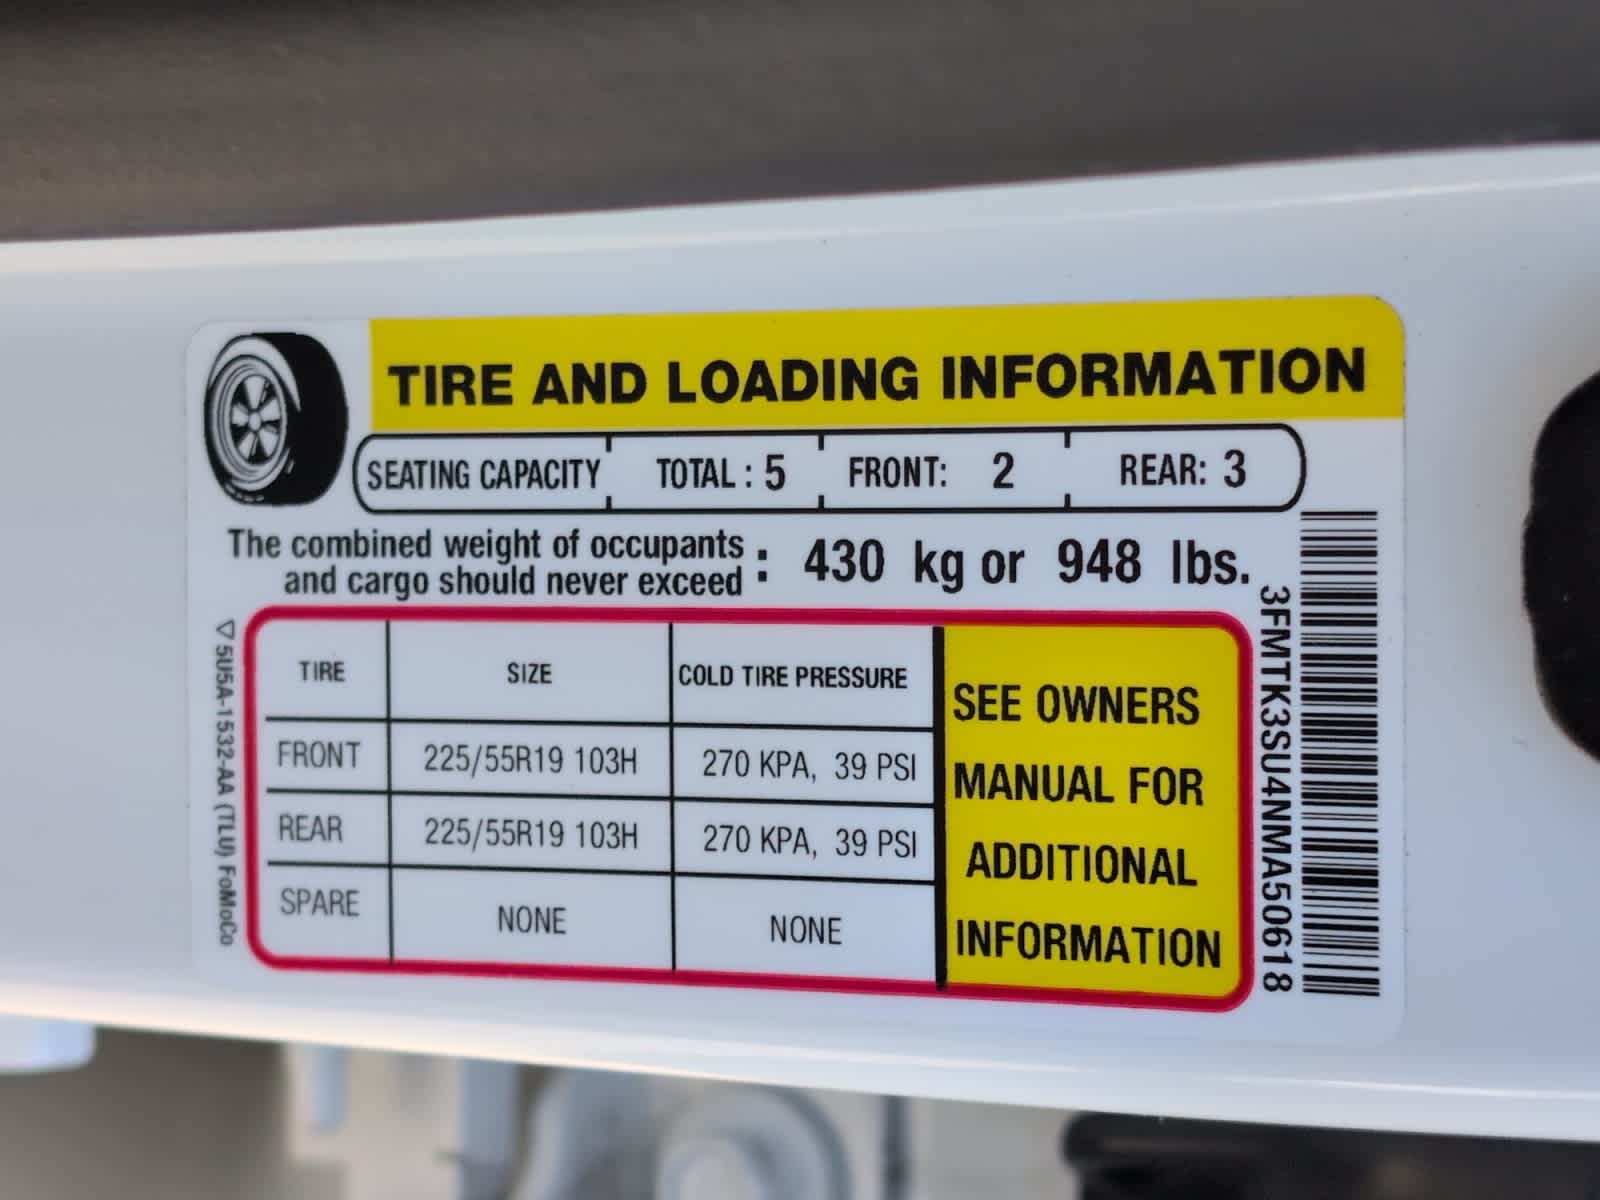 TIRE AND LOADING INFORMATION
SEATING CAPACITY TOTAL : 5 FRONT: 2 REAR: 3
The combined weight of occupants
and cargo should never exceed : 430 kg or 948 lbs.
TIRE SIZE COLD TIRE PRESSURE
FRONT 225/55R19 103H 270 KPA, 39 PSI
REAR 225/55R19 103H 270 KPA, 39 PSI
SPARE NONE NONE
SEE OWNERS
MANUAL FOR
ADDITIONAL
INFORMATION
3FMTK3SU4NMA50618
▽5U5A-1532-AA (TLU) FoMoCo